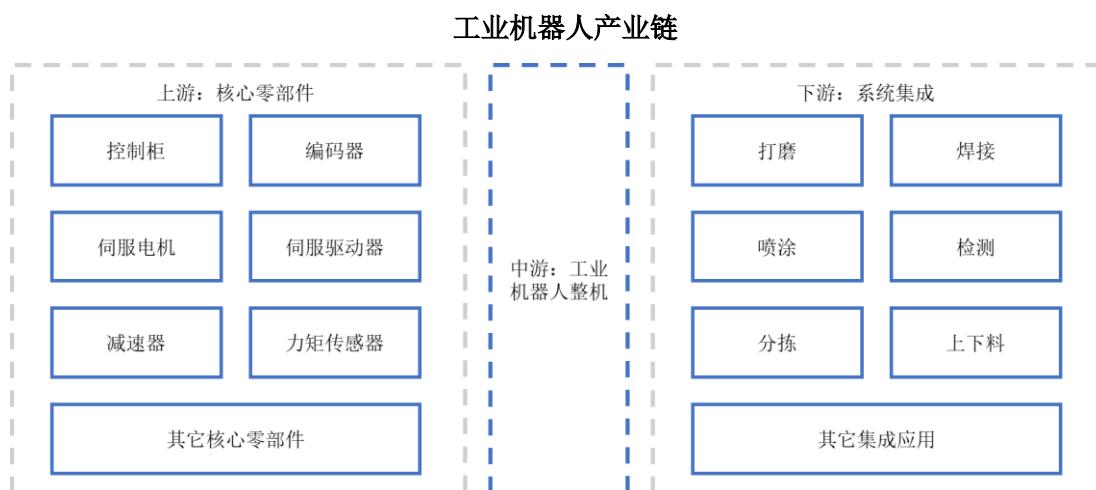 工业机器人产业链
上游：核心零部件
控制柜
编码器
伺服电机
伺服驱动器
减速器
力矩传感器
其它核心零部件
中游：工业
机器人整机
下游：系统集成
打磨
焊接
喷涂
检测
分拣
上下料
其它集成应用